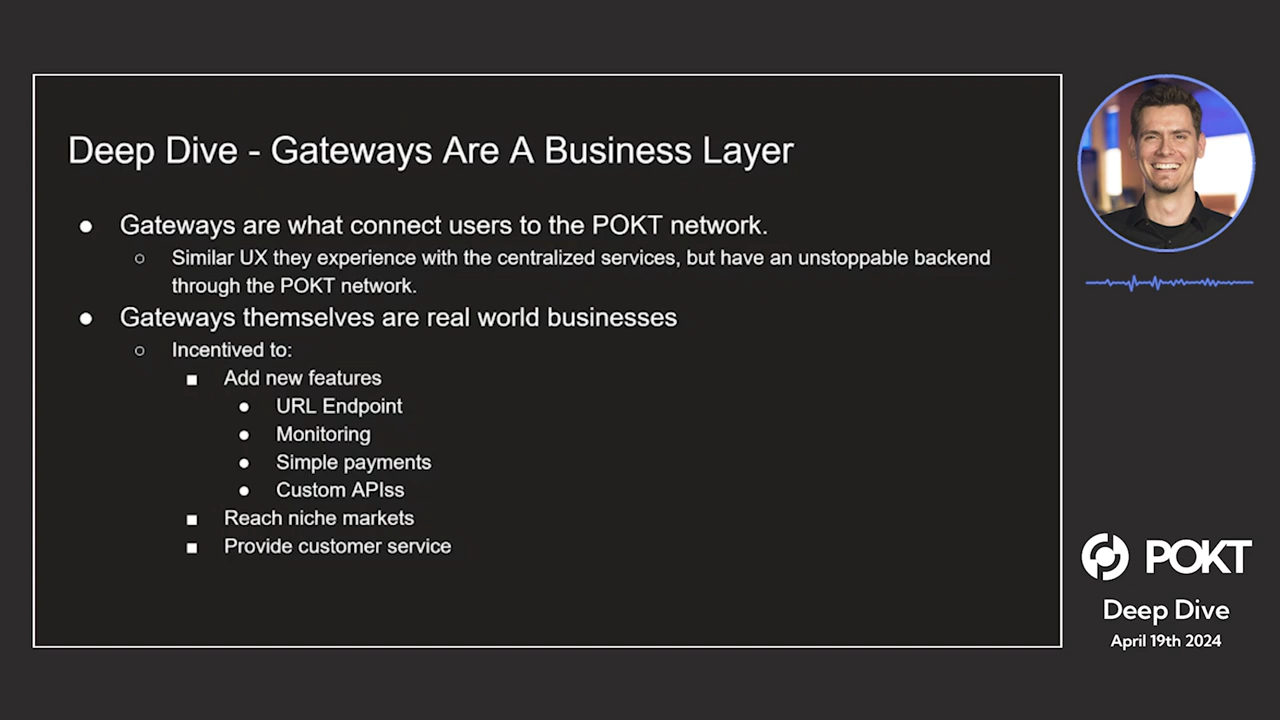 Deep Dive - Gateways Are A Business Layer
● Gateways are what connect users to the POKT network.
○ Similar UX they experience with the centralized services, but have an unstoppable backend
through the POKT network.
● Gateways themselves are real world businesses
○ Incentived to:
■ Add new features
● URL Endpoint
● Monitoring
● Simple payments
● Custom APIss
■ Reach niche markets
■ Provide customer service
POKT
Deep Dive
April 19th 2024